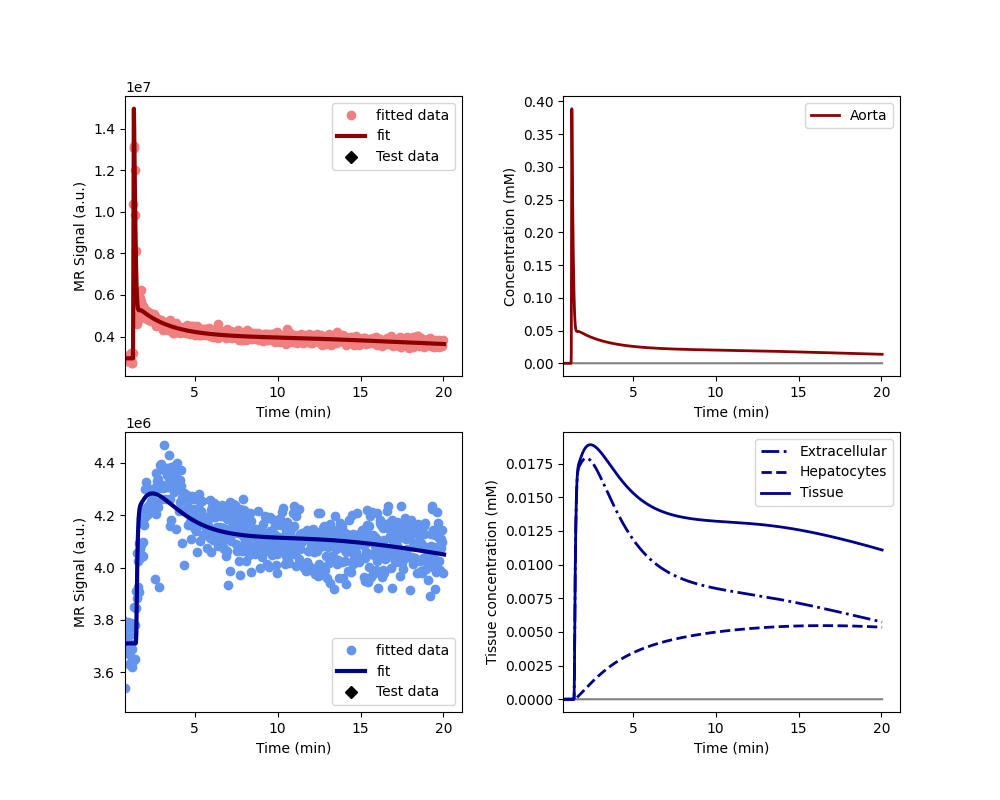 1e7
1.4
1.2
1.0
0.8
0.6
0.4
MR Signal (a.u.)
fitted data
fit
Test data
5 10 15 20
Time (min)
0.40
0.35
0.30
0.25
0.20
0.15
0.10
0.05
0.00
Concentration (mM)
Aorta
5 10 15 20
Time (min)
1e6
4.4
4.2
4.0
3.8
3.6
MR Signal (a.u.)
fitted data
fit
Test data
5 10 15 20
Time (min)
0.0175
0.0150
0.0125
0.0100
0.0075
0.0050
0.0025
0.0000
Tissue concentration (mM)
Extracellular
Hepatocytes
Tissue
5 10 15 20
Time (min)